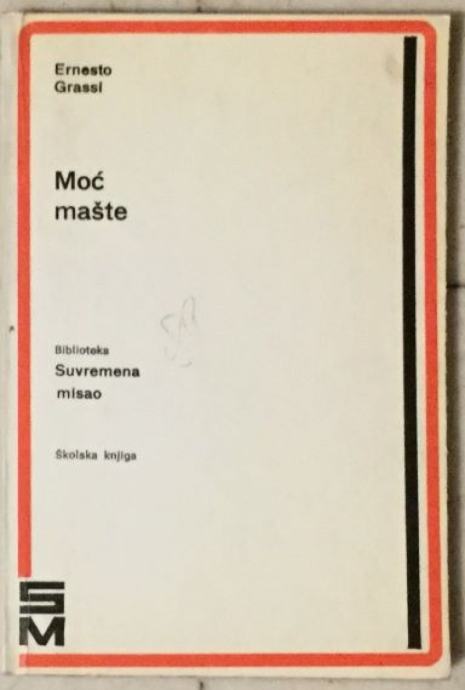 Ernesto
Grassi
Moć
mašte
Biblioteka
Suvremena
misao
Školska knjiga
SM